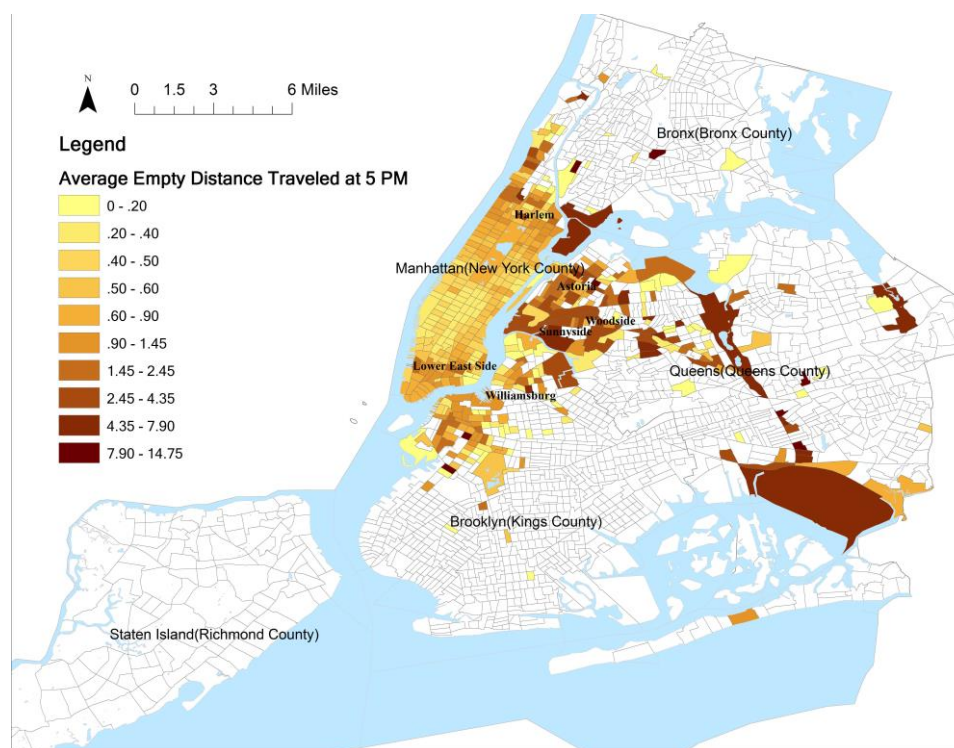 N
0 1.5 3 6 Miles
Legend
Average Empty Distance Traveled at 5 PM
0 - .20
.20 - .40
.40 - .50
.50 - .60
.60 - .90
.90 - 1.45
1.45 - 2.45
2.45 - 4.35
4.35 - 7.90
7.90 - 14.75
Bronx(Bronx County)
Harlem
Manhattan(New York County)
Astoria
Woodside
Sunnyside
Lower East Side
Queens(Queens County)
Williamsburg
Brooklyn(Kings County)
Staten Island(Richmond County)